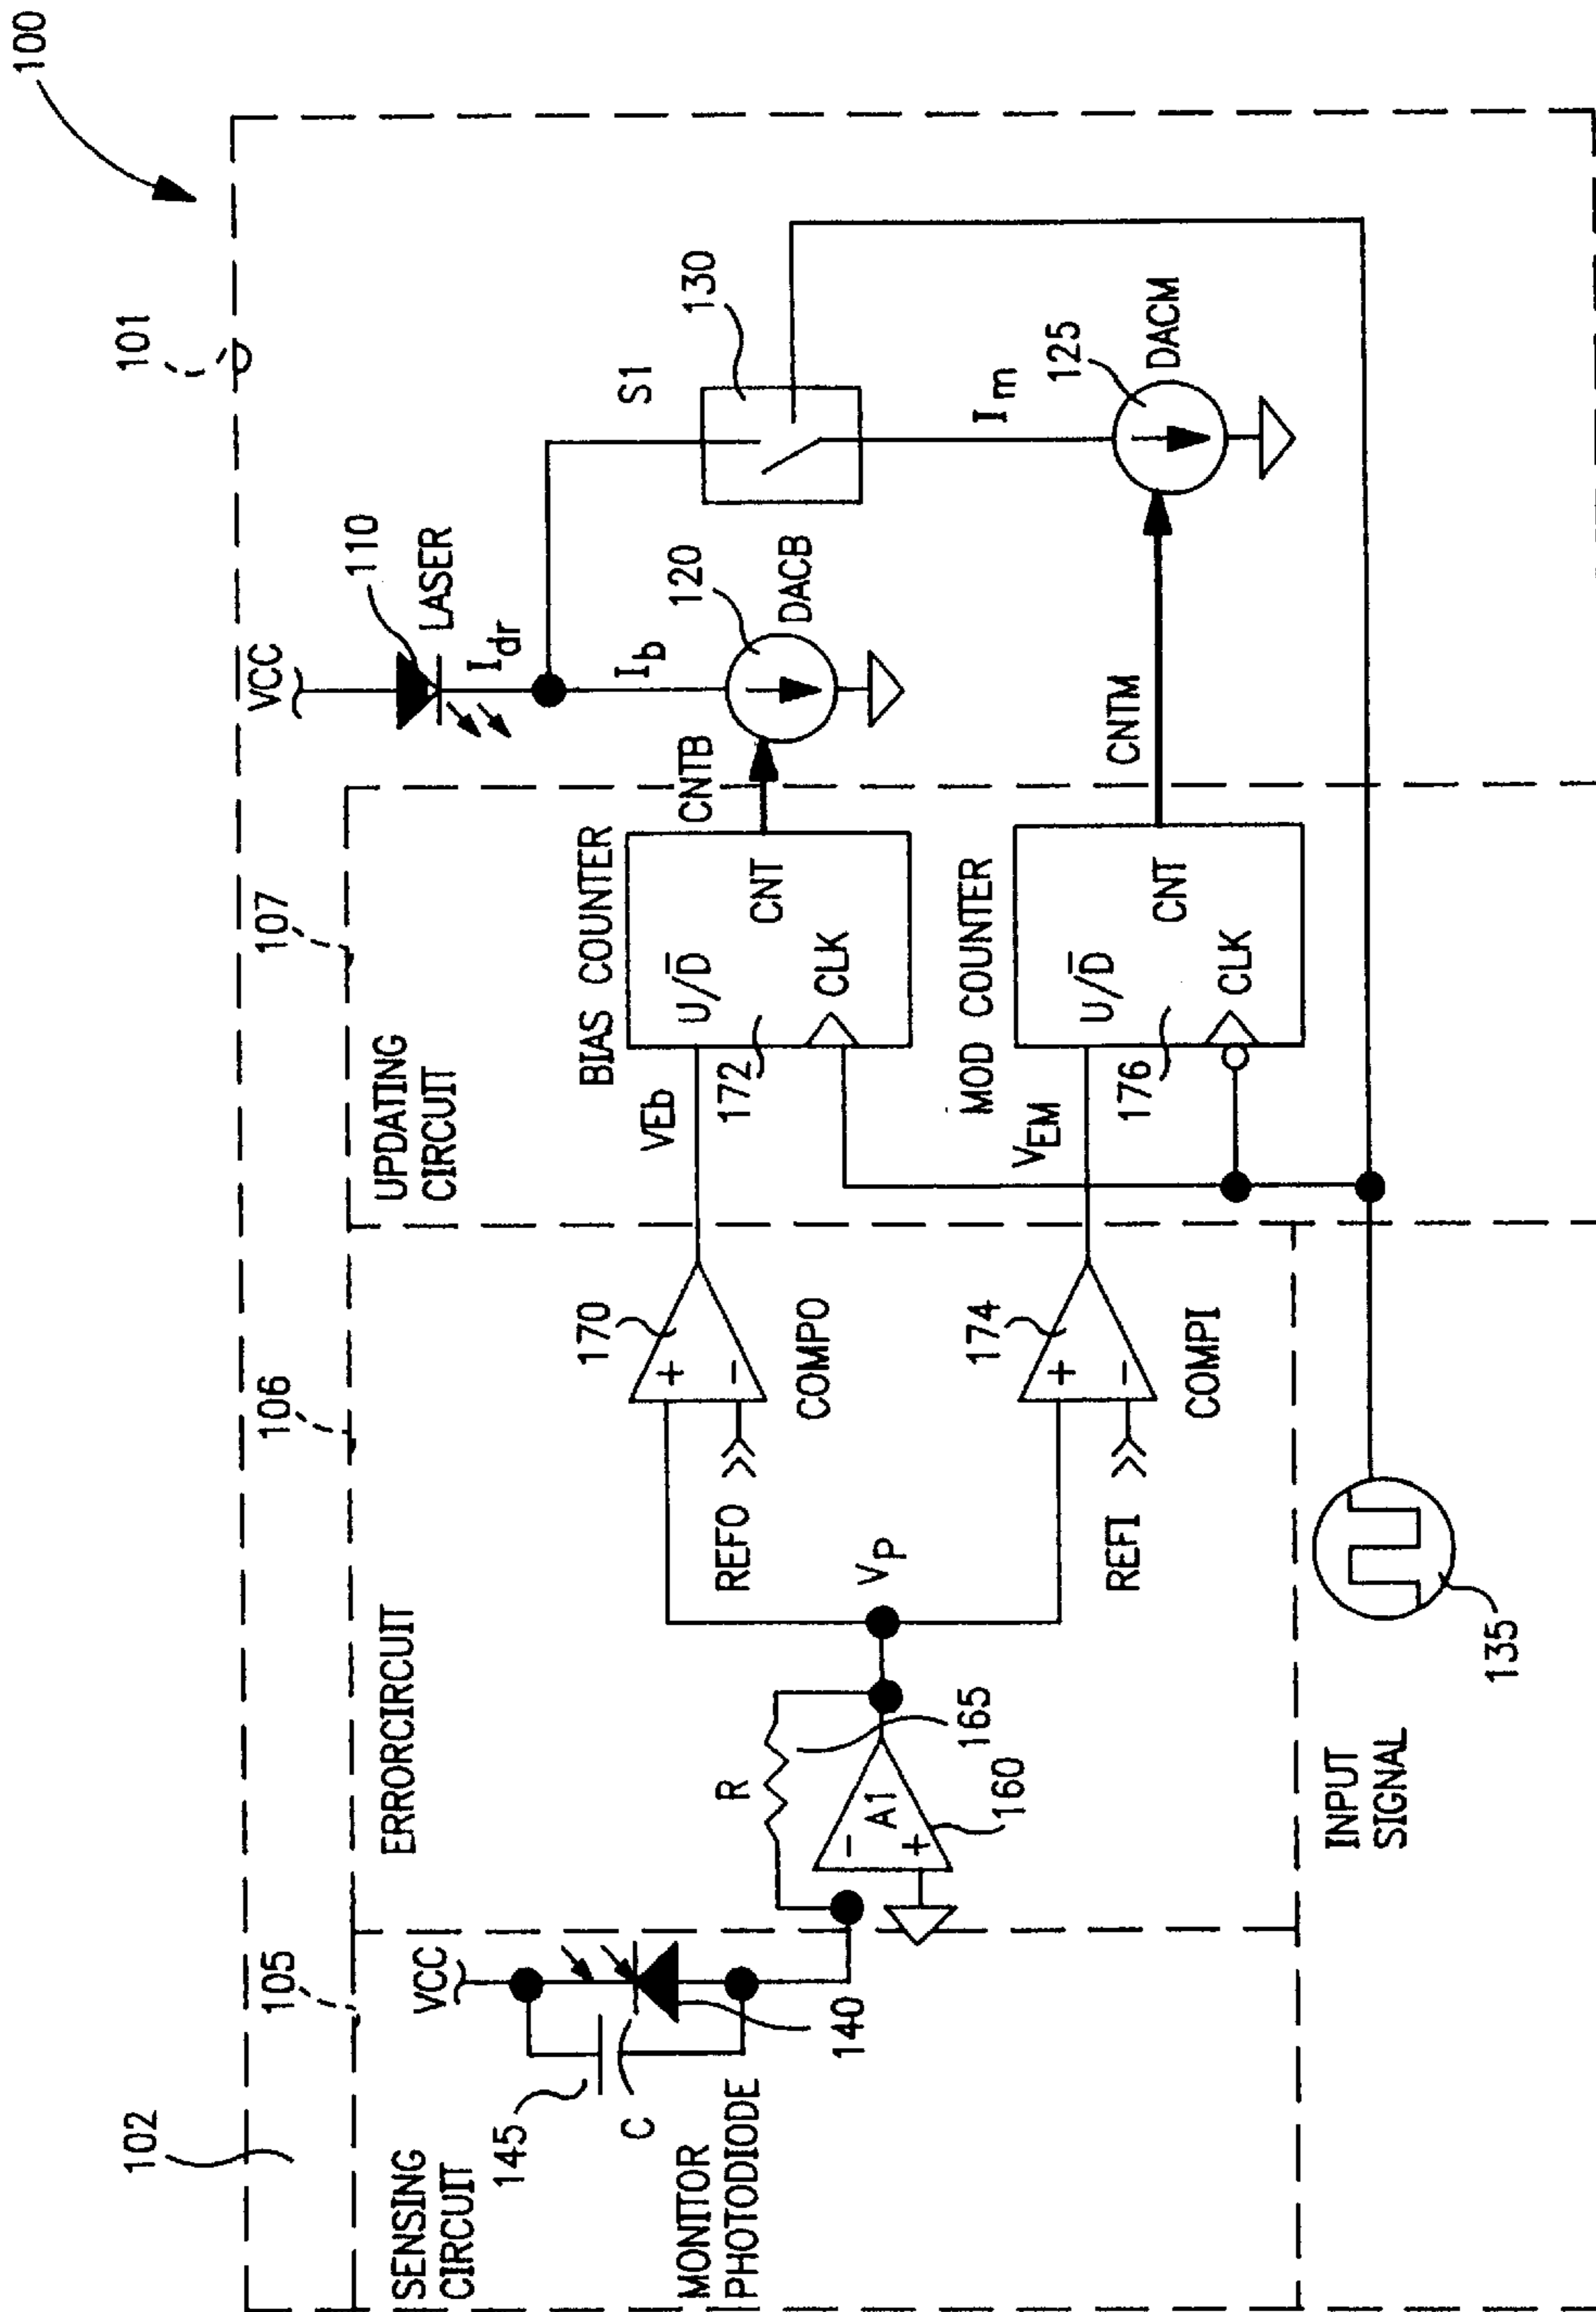 100
101
102
105
106
107
SENSING
CIRCUIT
VCC
145
C
140
MONITOR
PHOTODIODE
ERRORCIRCUIT
R
165
A1
−
+
160
VP
REF0
170
+
−
COMP0
REFI
174
+
−
COMPI
INPUT
SIGNAL
135
UPDATING
CIRCUIT
VEb
BIAS COUNTER
U/D̅
172
CNT
CLK
CNTB
VEM
MOD COUNTER
U/D̅
176
CNT
CLK
CNTM
VCC
110
LASER
Idr
Ib
120
DACB
S1
130
Im
125
DACM